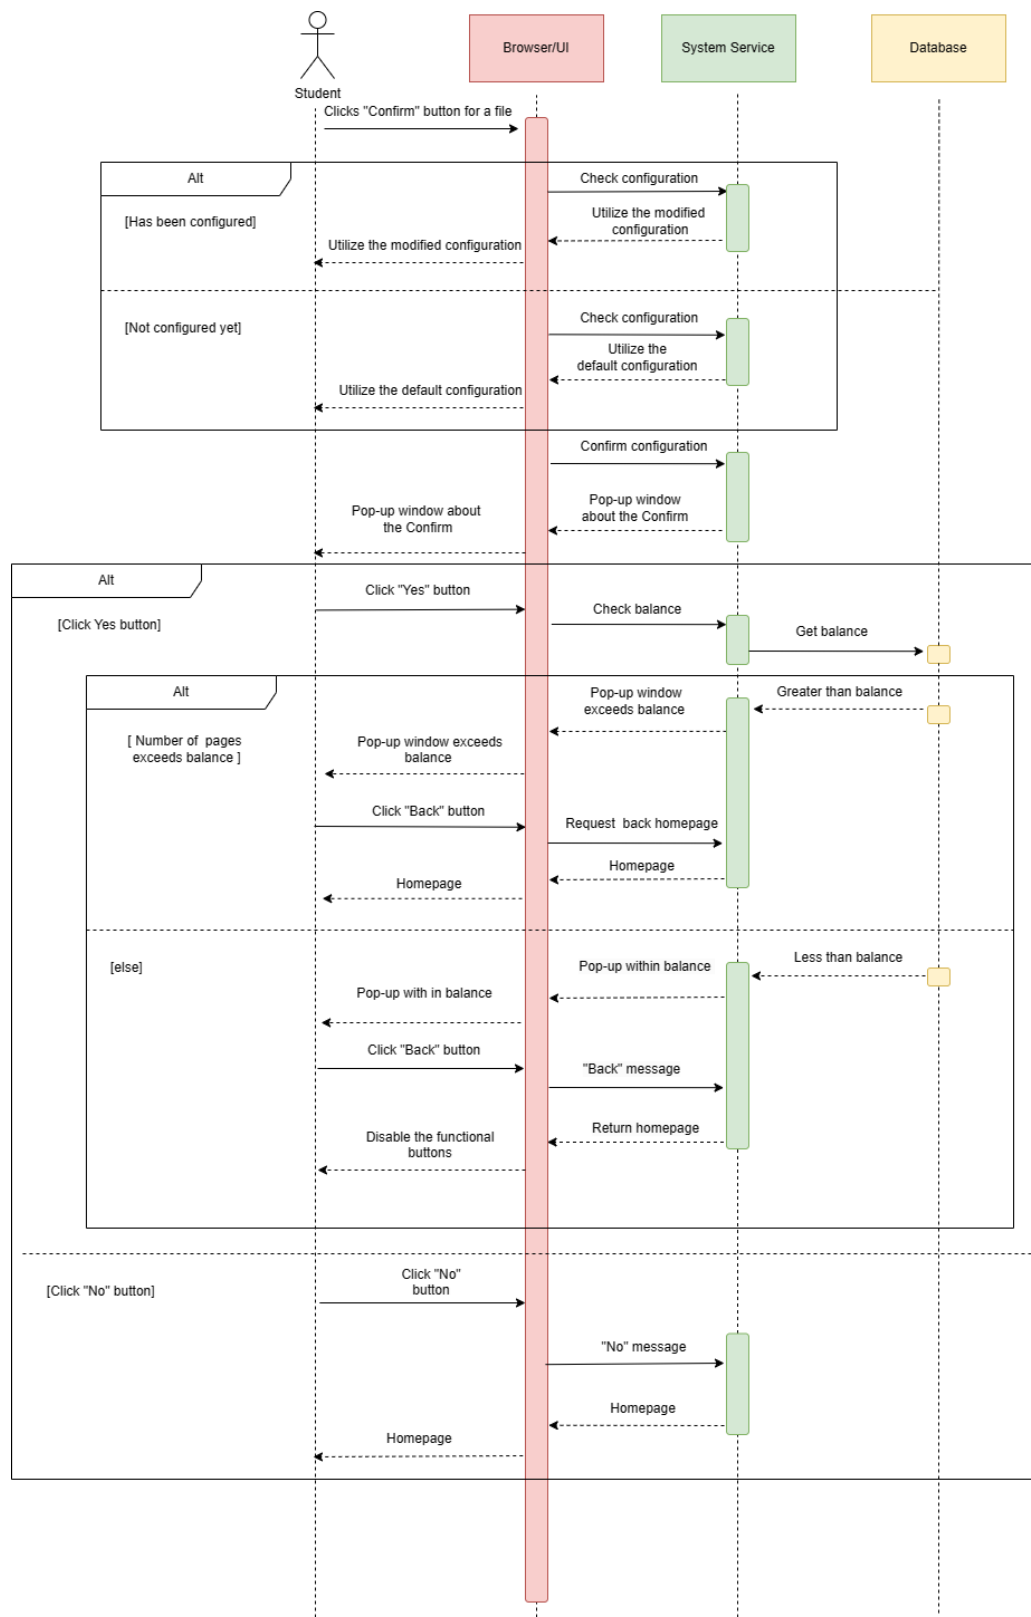 Browser/UI
System Service
Database
Student
Clicks "Confirm" button for a file
Alt
Check configuration
[Has been configured]
Utilize the modified
configuration
Utilize the modified configuration
[Not configured yet]
Check configuration
Utilize the
default configuration
Utilize the default configuration
Confirm configuration
Pop-up window
about the Confirm
Pop-up window about
the Confirm
Alt
Click "Yes" button
[Click Yes button]
Check balance
Get balance
Alt
Pop-up window
exceeds balance
Greater than balance
[ Number of  pages
exceeds balance ]
Pop-up window exceeds
balance
Click "Back" button
Request  back homepage
Homepage
Homepage
[else]
Less than balance
Pop-up within balance
Pop-up with in balance
Click "Back" button
"Back" message
Return homepage
Disable the functional
buttons
[Click "No" button]
Click "No"
button
"No" message
Homepage
Homepage